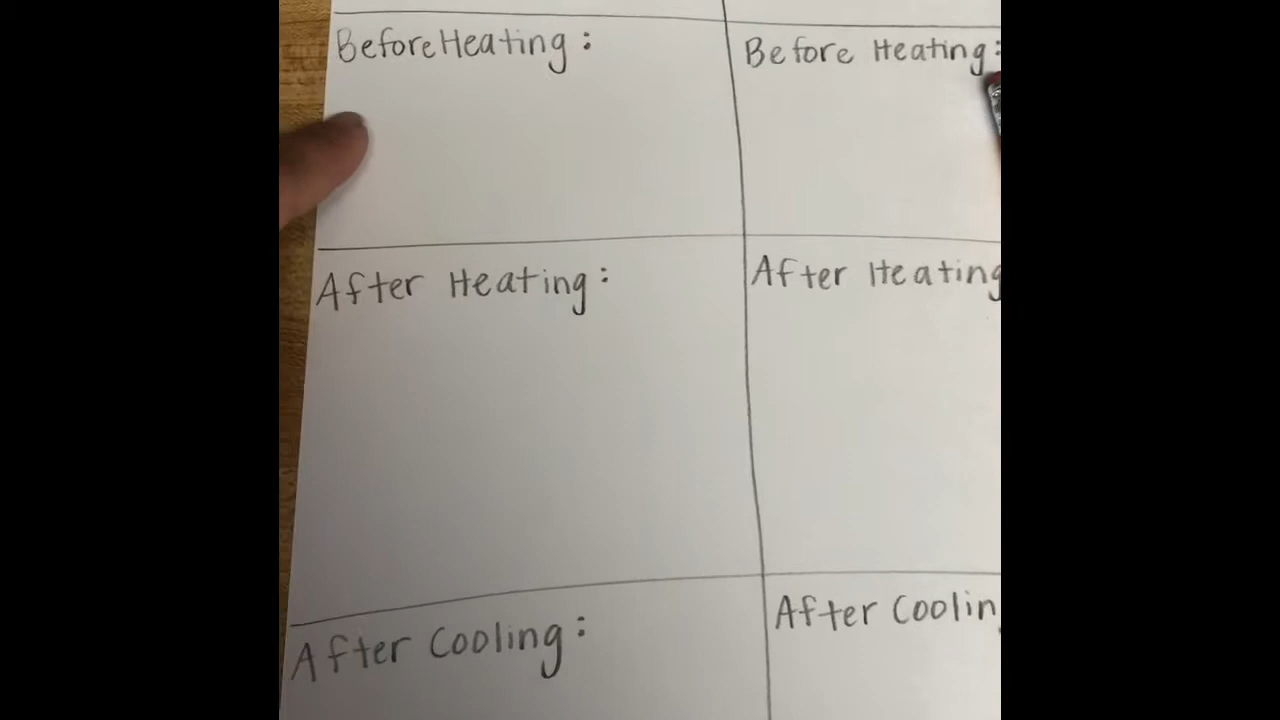 Before Heating:
Before Heating:
After Heating:
After Heating
After Cooling:
After Coolin